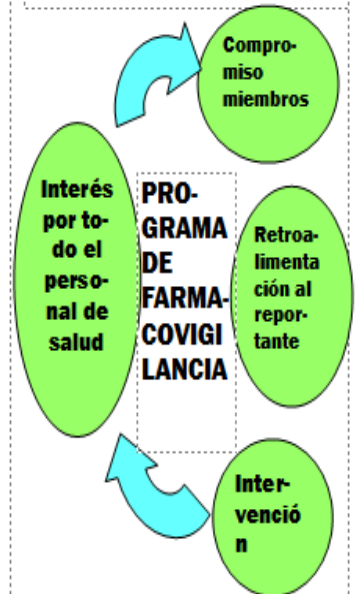 Compro-
miso
miembros
Interés
por to-
do el
perso-
nal de
salud
PRO-
GRAMA
DE
FARMA-
COVIGI
LANCIA
Retroa-
limenta
ción al
repor-
tante
Inter-
venció
n